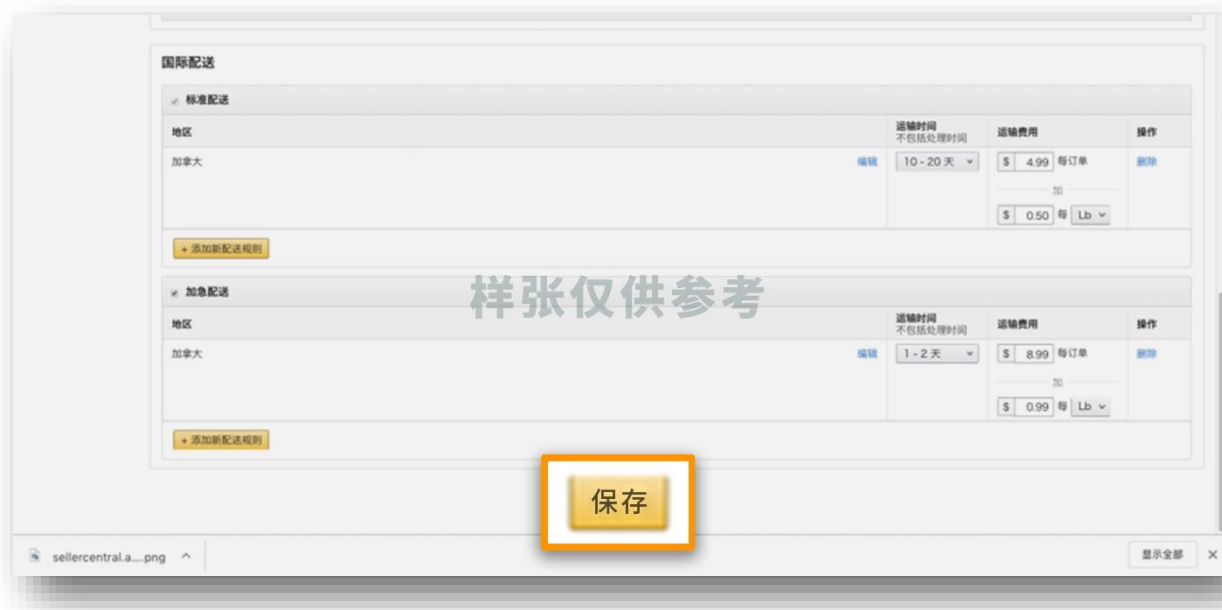 国际配送
标准配送
地区 运输时间 运输费用 操作
不包括处理时间
加拿大 编辑 10 - 20 天 $ 4.99 每订单 删除
加
$ 0.50 每 Lb
+ 添加新配送规则
加急配送
样张仅供参考
地区 运输时间 运输费用 操作
不包括处理时间
加拿大 编辑 1 - 2 天 $ 8.99 每订单 删除
加
$ 0.99 每 Lb
+ 添加新配送规则
保存
sellercentral.a....png 显示全部